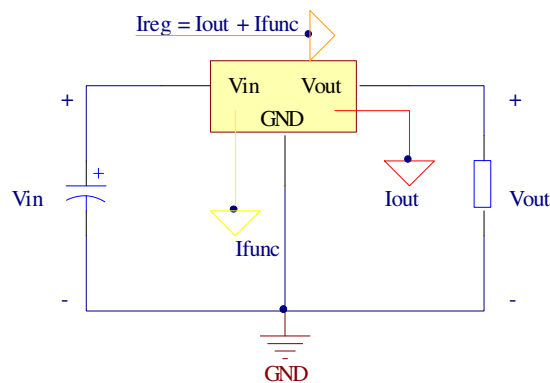 Ireg = Iout + Ifunc
Vin Vout
GND
+ +
+
Vin Iout Vout
Ifunc
- -
GND